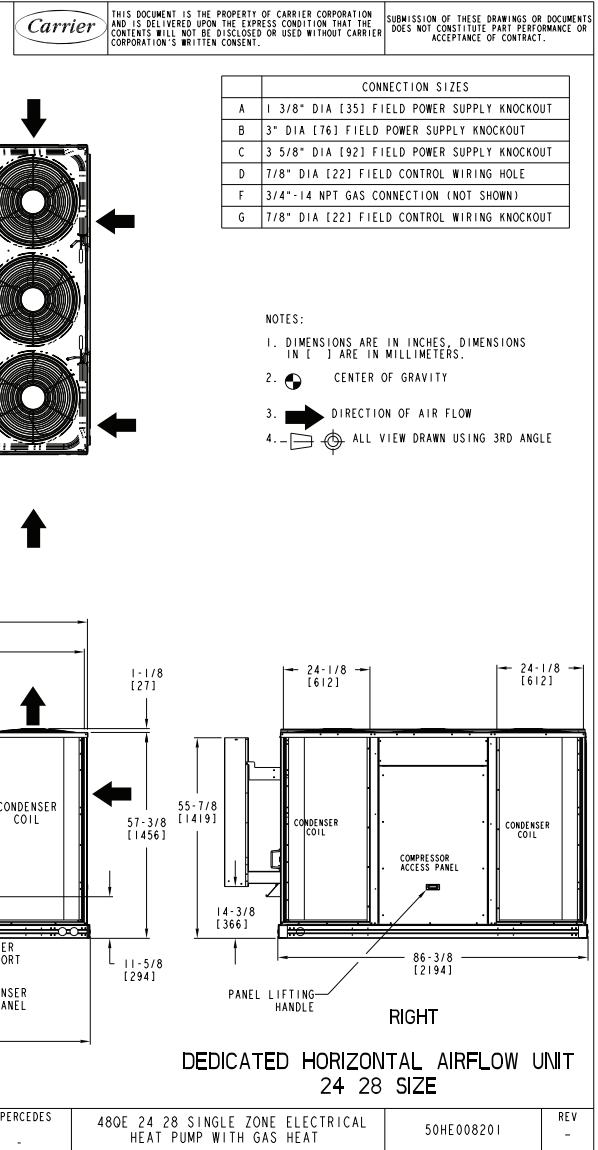 Carrier
THIS DOCUMENT IS THE PROPERTY OF CARRIER CORPORATION
AND IS DELIVERED UPON THE EXPRESS CONDITION THAT THE
CONTENTS WILL NOT BE DISCLOSED OR USED WITHOUT CARRIER
CORPORATION'S WRITTEN CONSENT.
SUBMISSION OF THESE DRAWINGS OR DOCUMENTS
DOES NOT CONSTITUTE PART PERFORMANCE OR
ACCEPTANCE OF CONTRACT.
CONNECTION SIZES
A 1 3/8" DIA [35] FIELD POWER SUPPLY KNOCKOUT
B 3" DIA [76] FIELD POWER SUPPLY KNOCKOUT
C 3 5/8" DIA [92] FIELD POWER SUPPLY KNOCKOUT
D 7/8" DIA [22] FIELD CONTROL WIRING HOLE
F 3/4"-14 NPT GAS CONNECTION (NOT SHOWN)
G 7/8" DIA [22] FIELD CONTROL WIRING KNOCKOUT
NOTES:
1. DIMENSIONS ARE IN INCHES, DIMENSIONS
IN [ ] ARE IN MILLIMETERS.
2. CENTER OF GRAVITY
3. DIRECTION OF AIR FLOW
4. ALL VIEW DRAWN USING 3RD ANGLE
1-1/8
[27]
24-1/8
[612]
24-1/8
[612]
CONDENSER
COIL
57-3/8
[1456]
55-7/8
[1419]
CONDENSER
COIL
COMPRESSOR
ACCESS PANEL
CONDENSER
COIL
14-3/8
[366]
11-5/8
[294]
86-3/8
[2194]
ER
PORT
NSER
ANEL
PANEL LIFTING
HANDLE
RIGHT
DEDICATED HORIZONTAL AIRFLOW UNIT
24 28 SIZE
PERCEDES
-
48QE 24 28 SINGLE ZONE ELECTRICAL
HEAT PUMP WITH GAS HEAT
50HE008201
REV
-